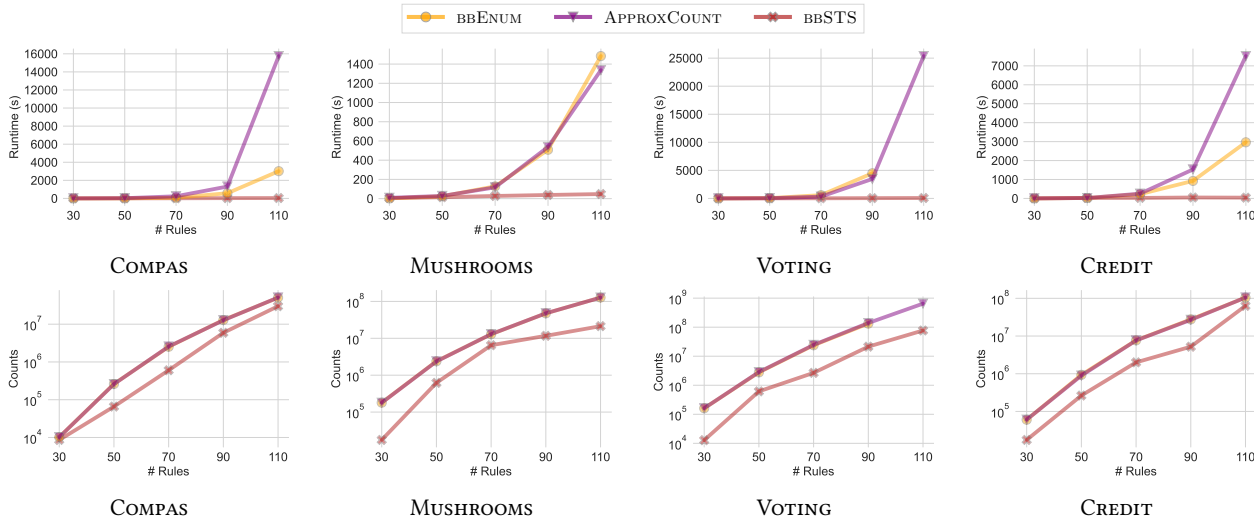 BBENUM APPROXCOUNT BBSTS
16000
14000
12000
10000
8000
6000
4000
2000
0
Runtime (s)
30 50 70 90 110
# Rules
COMPAS
1400
1200
1000
800
600
400
200
0
Runtime (s)
30 50 70 90 110
# Rules
MUSHROOMS
25000
20000
15000
10000
5000
0
Runtime (s)
30 50 70 90 110
# Rules
VOTING
7000
6000
5000
4000
3000
2000
1000
0
Runtime (s)
30 50 70 90 110
# Rules
CREDIT
10^7
10^6
10^5
10^4
Counts
30 50 70 90 110
# Rules
COMPAS
10^8
10^7
10^6
10^5
Counts
30 50 70 90 110
# Rules
MUSHROOMS
10^9
10^8
10^7
10^6
10^5
10^4
Counts
30 50 70 90 110
# Rules
VOTING
10^8
10^7
10^6
10^5
Counts
30 50 70 90 110
# Rules
CREDIT